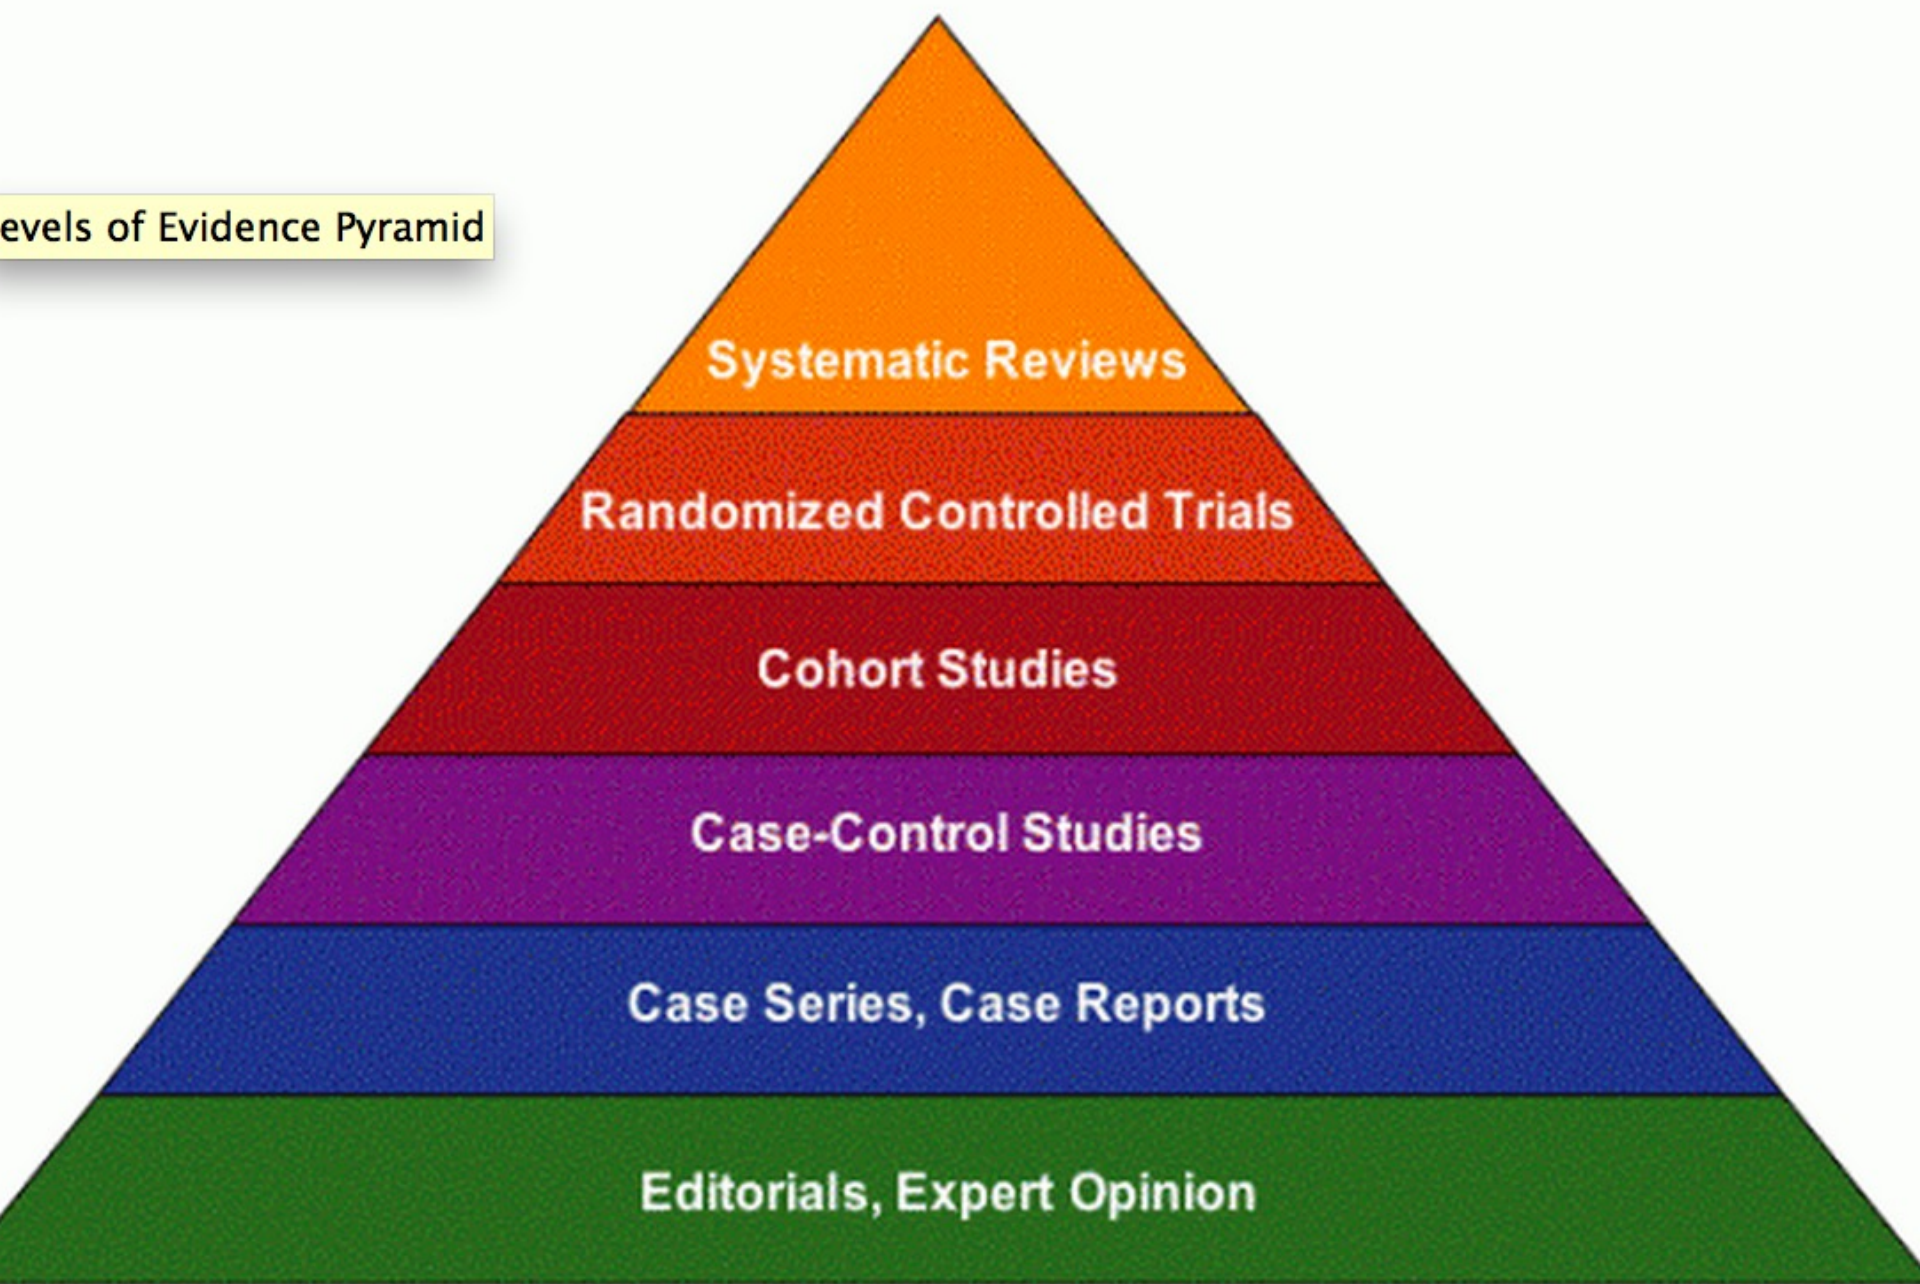 evels of Evidence Pyramid
Systematic Reviews
Randomized Controlled Trials
Cohort Studies
Case-Control Studies
Case Series, Case Reports
Editorials, Expert Opinion